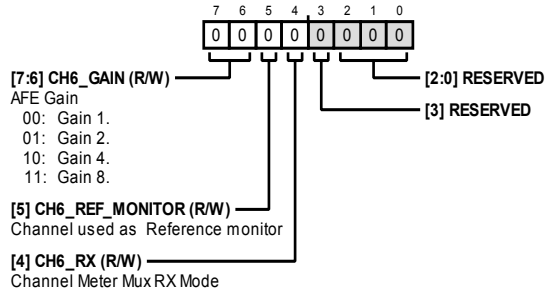 7 6 5 4 3 2 1 0
0 0 0 0 0 0 0 0
[7:6] CH6_GAIN (R/W)
AFE Gain
00: Gain 1.
01: Gain 2.
10: Gain 4.
11: Gain 8.
[5] CH6_REF_MONITOR (R/W)
Channel used as Reference monitor
[4] CH6_RX (R/W)
Channel Meter Mux RX Mode
[2:0] RESERVED
[3] RESERVED